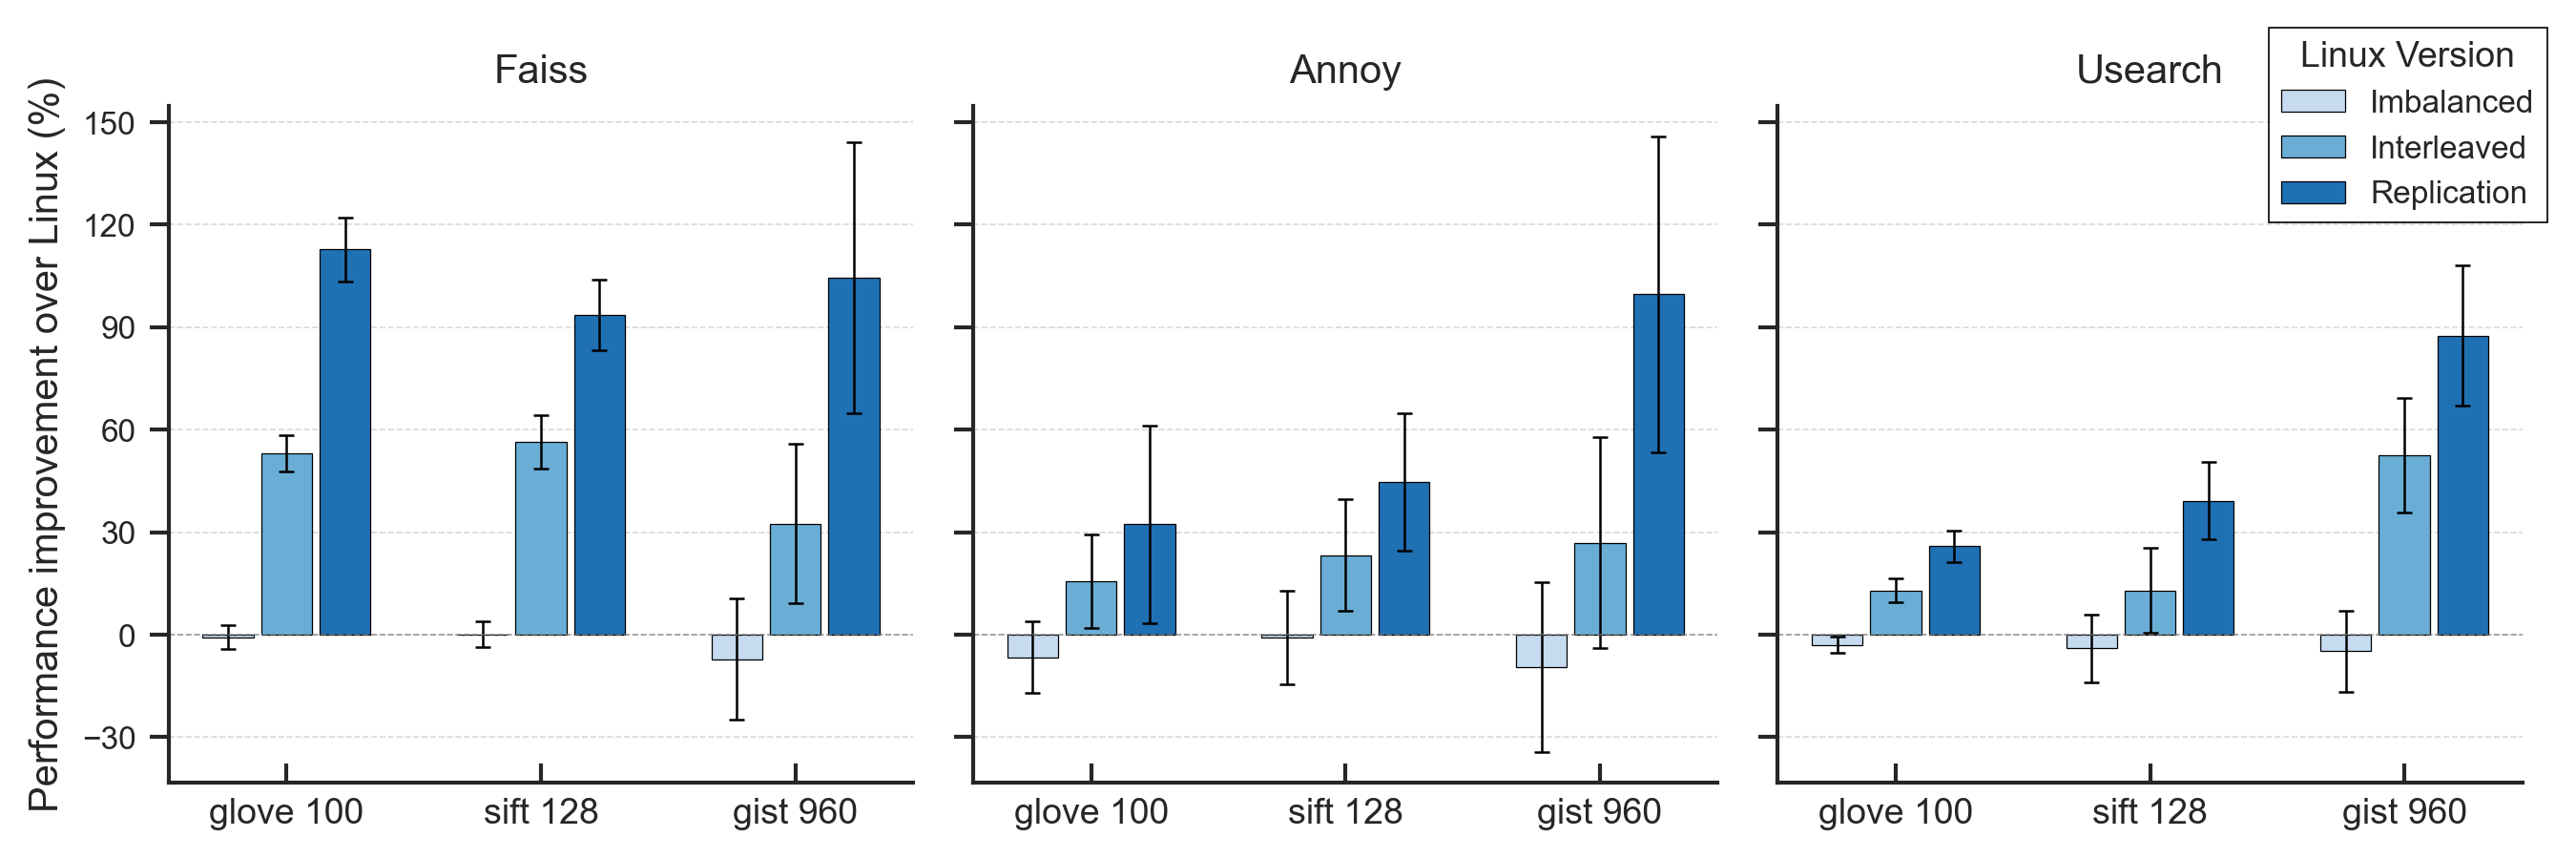 Faiss
Annoy
Usearch
Linux Version
Imbalanced
Interleaved
Replication
Performance improvement over Linux (%)
150
120
90
60
30
0
−30
glove 100
sift 128
gist 960
glove 100
sift 128
gist 960
glove 100
sift 128
gist 960